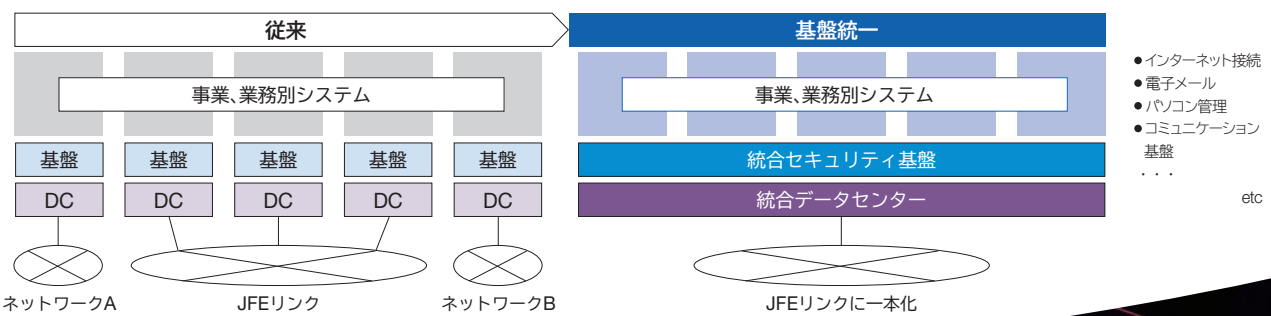 従来
基盤統一
事業、業務別システム
事業、業務別システム
基盤 基盤 基盤 基盤 基盤
統合セキュリティ基盤
DC DC DC DC DC
統合データセンター
ネットワークA
JFEリンク
ネットワークB
JFEリンクに一本化
●インターネット接続
●電子メール
●パソコン管理
●コミュニケーション
基盤
・・・
etc